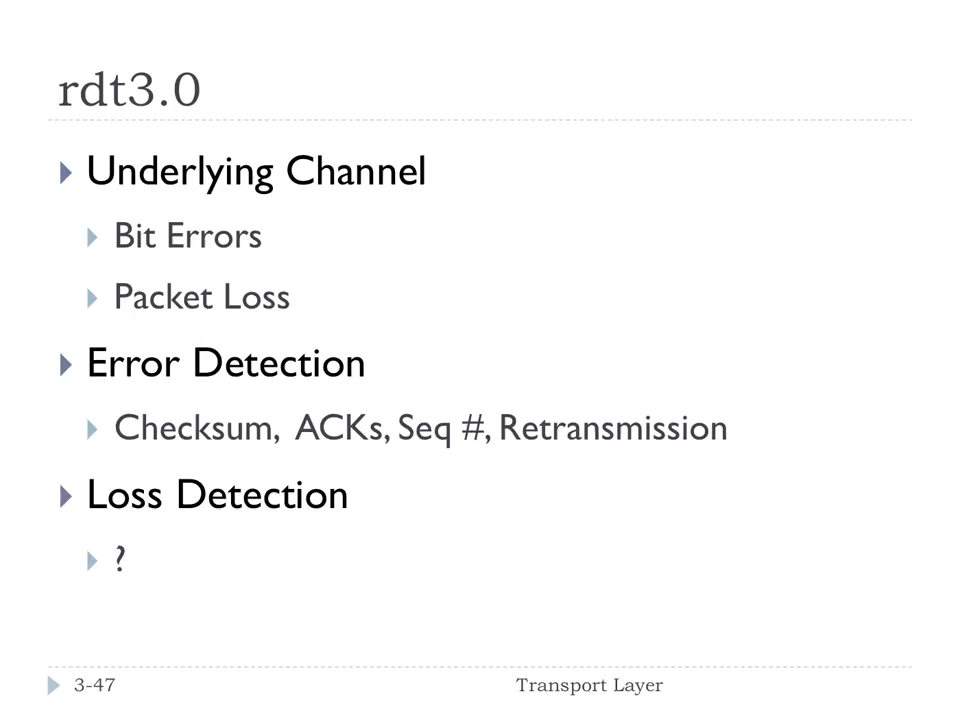 rdt3.0
Underlying Channel
Bit Errors
Packet Loss
Error Detection
Checksum, ACKs, Seq #, Retransmission
Loss Detection
?
3-47
Transport Layer